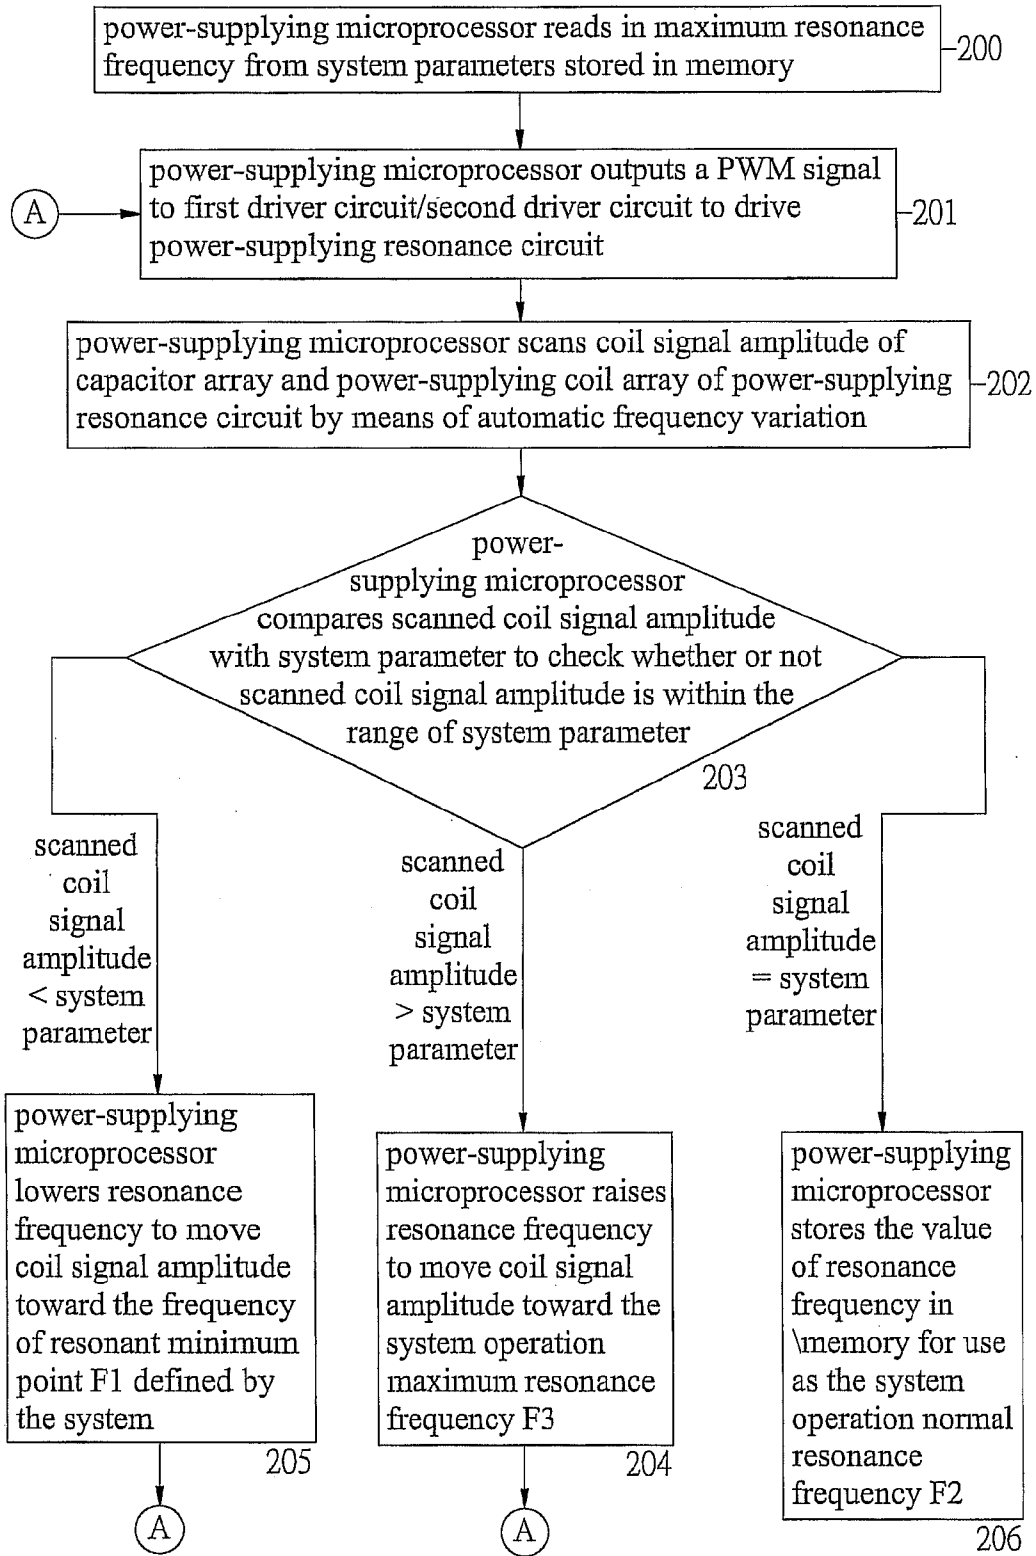 power-supplying microprocessor reads in maximum resonance
frequency from system parameters stored in memory
200
power-supplying microprocessor outputs a PWM signal
to first driver circuit/second driver circuit to drive
power-supplying resonance circuit
A
201
power-supplying microprocessor scans coil signal amplitude of
capacitor array and power-supplying coil array of power-supplying
resonance circuit by means of automatic frequency variation
202
power-
supplying microprocessor
compares scanned coil signal amplitude
with system parameter to check whether or not
scanned coil signal amplitude is within the
range of system parameter
203
scanned
coil
signal
amplitude
< system
parameter
scanned
coil
signal
amplitude
> system
parameter
scanned
coil
signal
amplitude
= system
parameter
power-supplying
microprocessor
lowers resonance
frequency to move
coil signal amplitude
toward the frequency
of resonant minimum
point F1 defined by
the system
205
A
power-supplying
microprocessor raises
resonance frequency
to move coil signal
amplitude toward the
system operation
maximum resonance
frequency F3
204
A
power-supplying
microprocessor
stores the value
of resonance
frequency in
\memory for use
as the system
operation normal
resonance
frequency F2
206